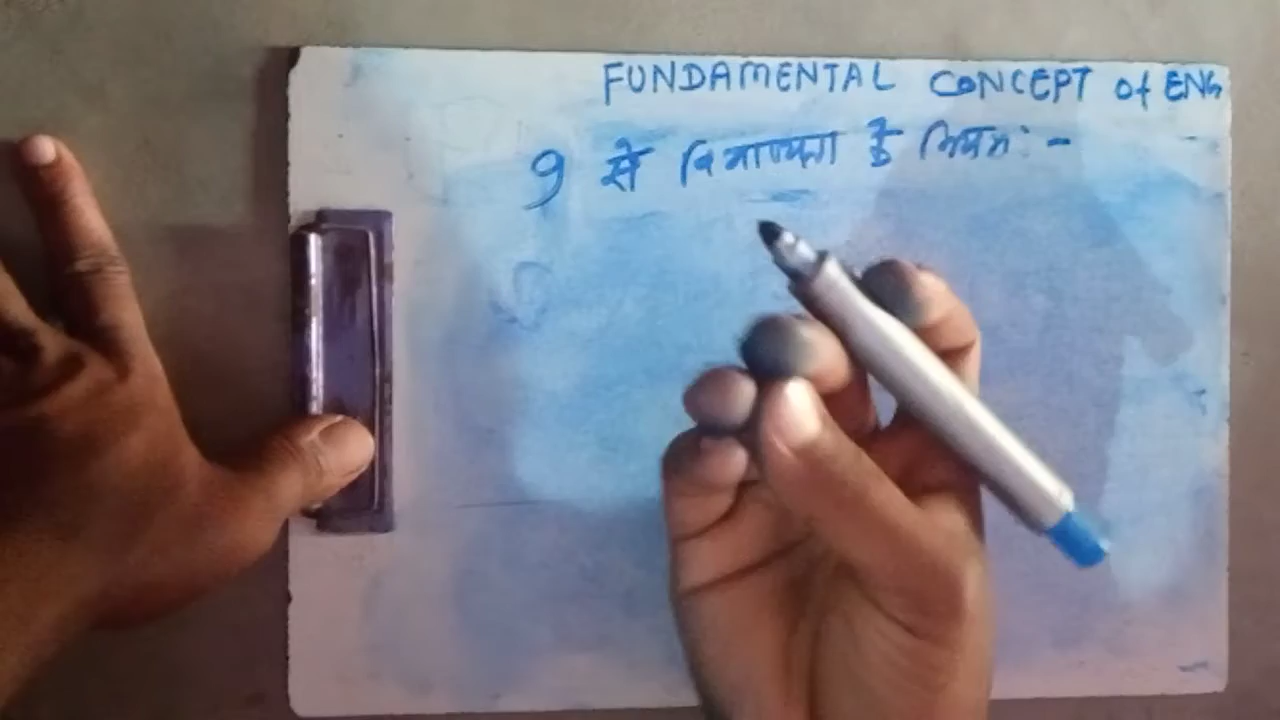 FUNDAMENTAL CONCEPT of ENG
9 से विभाज्यता के नियम : -